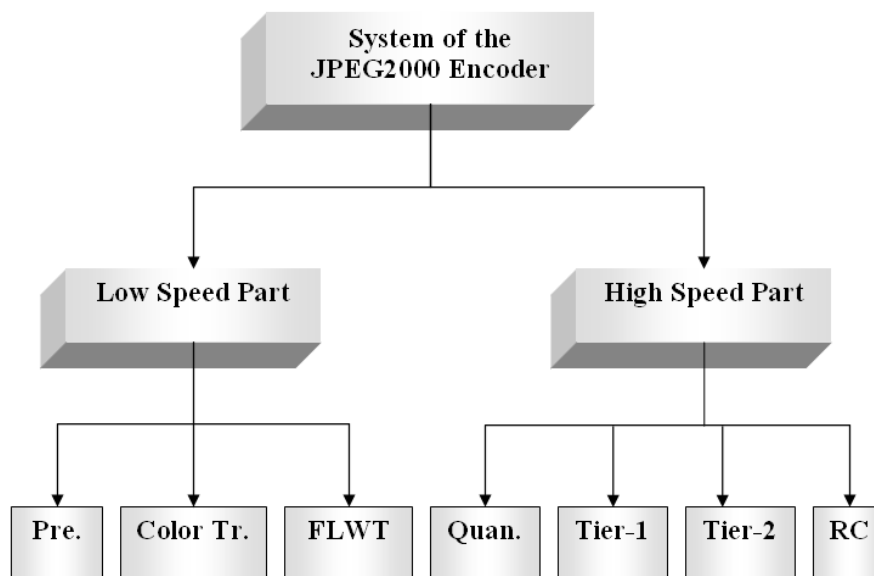 System of the
JPEG2000 Encoder
Low Speed Part
High Speed Part
Pre.
Color Tr.
FLWT
Quan.
Tier-1
Tier-2
RC